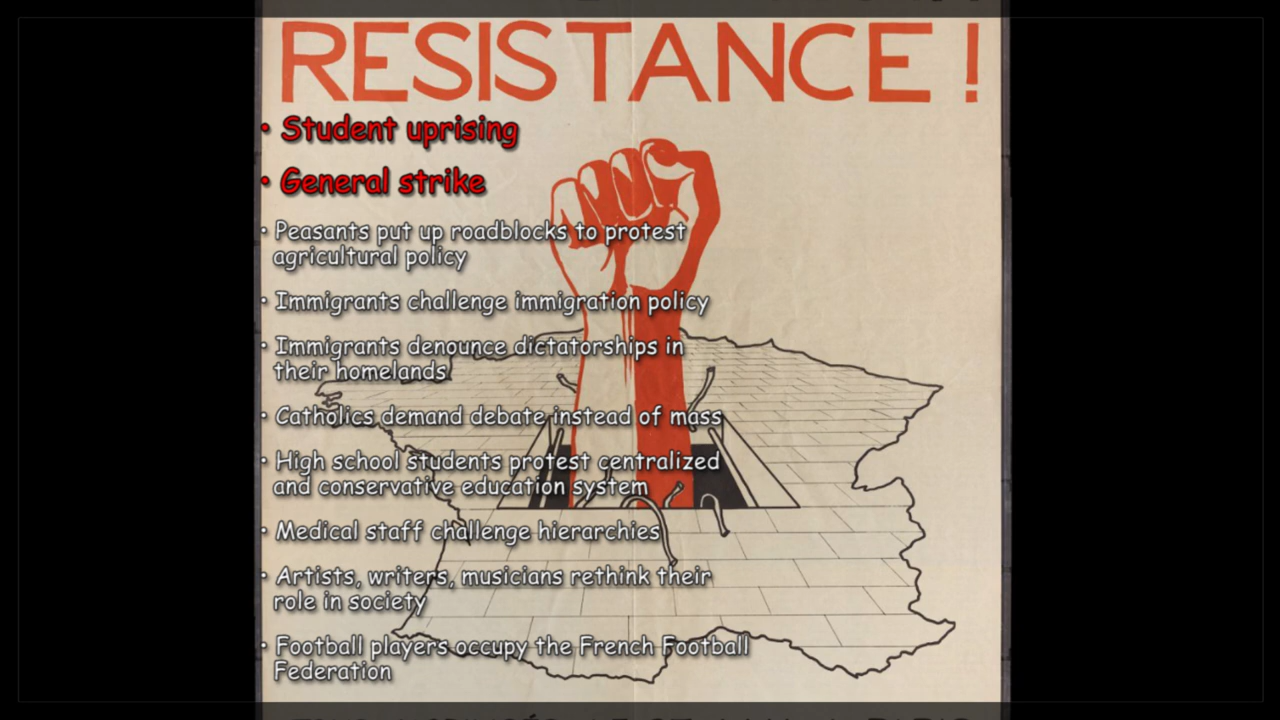 RESISTANCE !
• Student uprising
• General strike
• Peasants put up roadblocks to protest
agricultural policy
• Immigrants challenge immigration policy
• Immigrants denounce dictatorships in
their homelands
• Catholics demand debate instead of mass
• High school students protest centralized
and conservative education system
• Medical staff challenge hierarchies
• Artists, writers, musicians rethink their
role in society
• Football players occupy the French Football
Federation